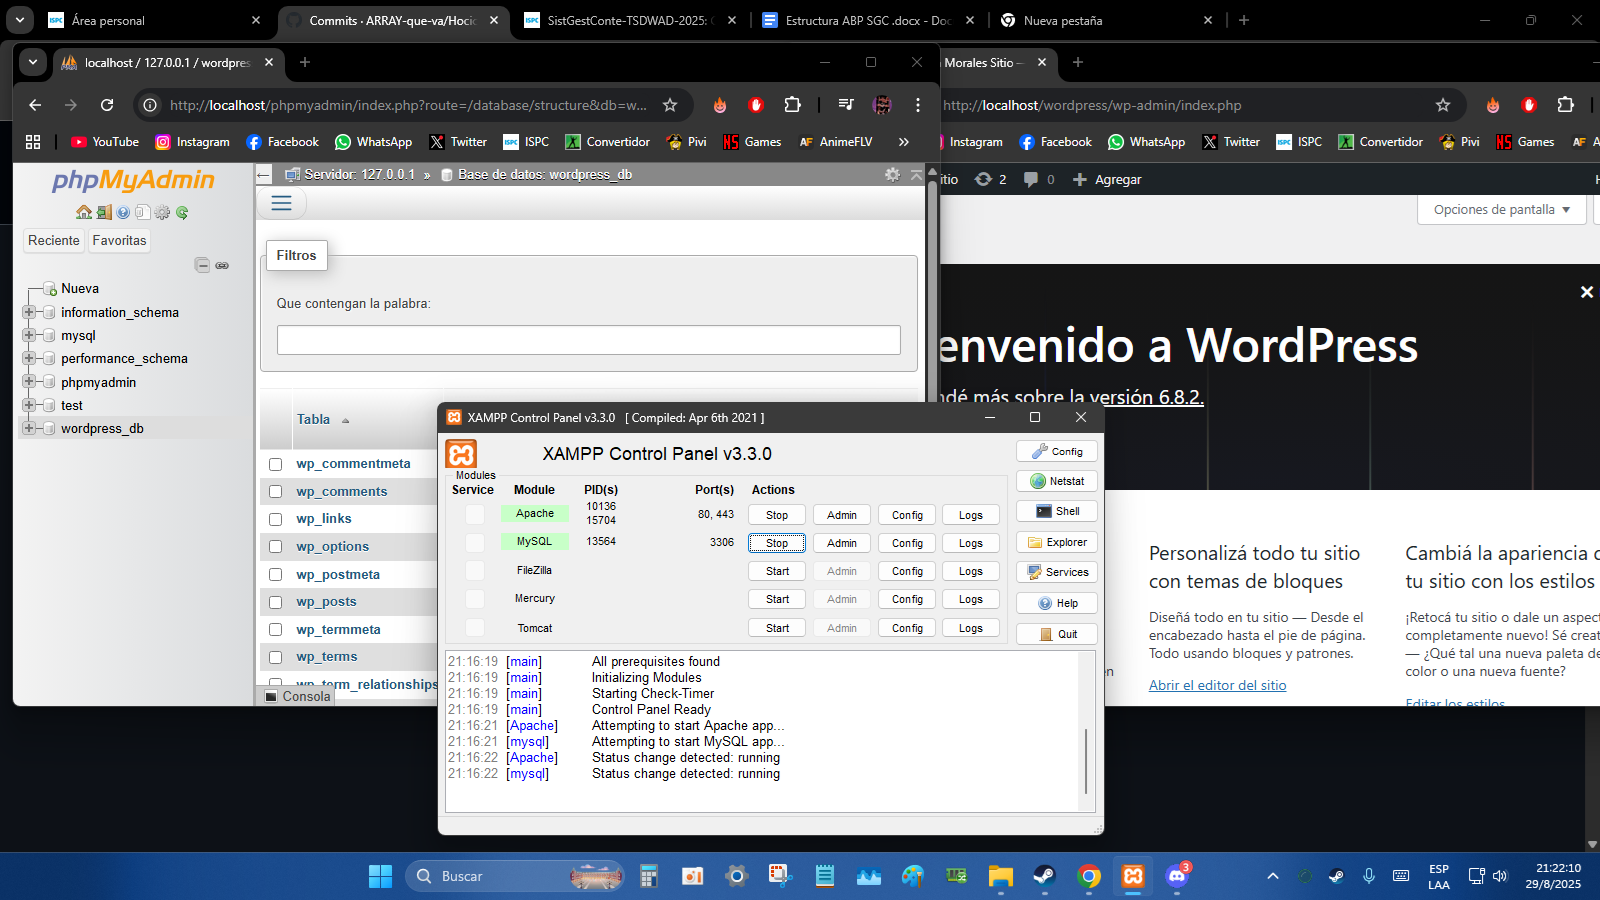 Área personal
Commits · ARRAY-que-va/Hocic
SistGestConte-TSDWAD-2025: C
Estructura ABP SGC .docx - Doc
Nueva pestaña
localhost / 127.0.0.1 / wordpres
Morales Sitio —
http://localhost/phpmyadmin/index.php?route=/database/structure&db=w...
http://localhost/wordpress/wp-admin/index.php
YouTube
Instagram
Facebook
WhatsApp
Twitter
ISPC
Convertidor
Pivi
Games
AnimeFLV
»
Instagram
Facebook
WhatsApp
Twitter
ISPC
Convertidor
Pivi
Games
phpMyAdmin
Reciente
Favoritas
Nueva
information_schema
mysql
performance_schema
phpmyadmin
test
wordpress_db
Servidor: 127.0.0.1 » Base de datos: wordpress_db
Filtros
Que contengan la palabra:
Tabla
wp_commentmeta
wp_comments
wp_links
wp_options
wp_postmeta
wp_posts
wp_termmeta
wp_terms
wp_term_relationships
Consola
itio
2
0
Agregar
Opciones de pantalla
envenido a WordPress
dé más sobre la versión 6.8.2.
Personalizá todo tu sitio
con temas de bloques
Diseñá todo en tu sitio — Desde el
encabezado hasta el pie de página.
Todo usando bloques y patrones.
Abrir el editor del sitio
Cambiá la apariencia d
tu sitio con los estilos
¡Retocá tu sitio o dale un aspect
completamente nuevo! Sé creat
— ¿Qué tal una nueva paleta de
color o una nueva fuente?
Editar los estilos
en
XAMPP Control Panel v3.3.0 [ Compiled: Apr 6th 2021 ]
XAMPP Control Panel v3.3.0
Modules
Service Module PID(s) Port(s) Actions
Apache 10136 15704 80, 443 Stop Admin Config Logs
MySQL 13564 3306 Stop Admin Config Logs
FileZilla Start Admin Config Logs
Mercury Start Admin Config Logs
Tomcat Start Admin Config Logs
Config
Netstat
Shell
Explorer
Services
Help
Quit
21:16:19 [main] All prerequisites found
21:16:19 [main] Initializing Modules
21:16:19 [main] Starting Check-Timer
21:16:19 [main] Control Panel Ready
21:16:21 [Apache] Attempting to start Apache app...
21:16:21 [mysql] Attempting to start MySQL app...
21:16:22 [Apache] Status change detected: running
21:16:22 [mysql] Status change detected: running
Buscar
3
ESP
LAA
21:22:10
29/8/2025